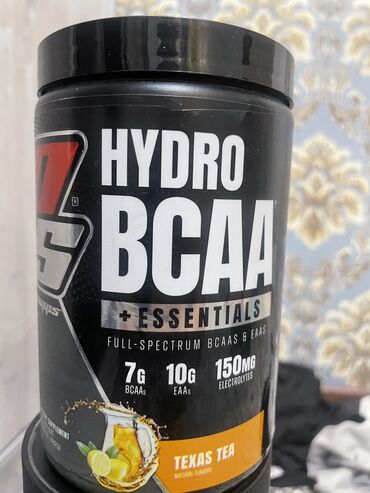 HYDRO
BCAA
+ ESSENTIALS
FULL-SPECTRUM BCAAS & EAAS
7G 10G 150MG
BCAAs EAAs ELECTROLYTES
TEXAS TEA
NATURAL FLAVORS